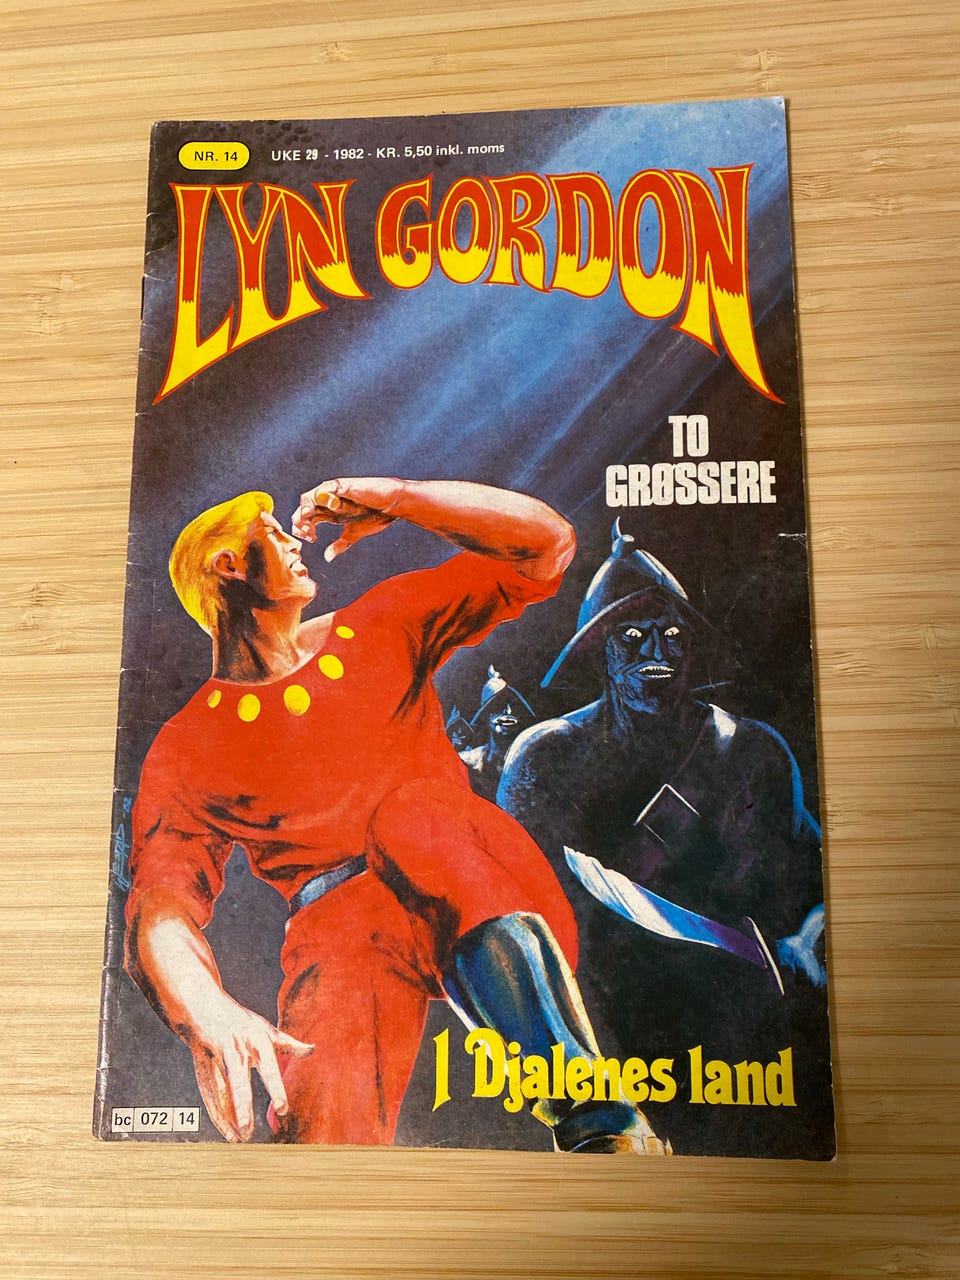 NR. 14
UKE 29 - 1982 - KR. 5,50 inkl. moms
LYN GORDON
TO
GRØSSERE
I Djalenes land
bc 072 14